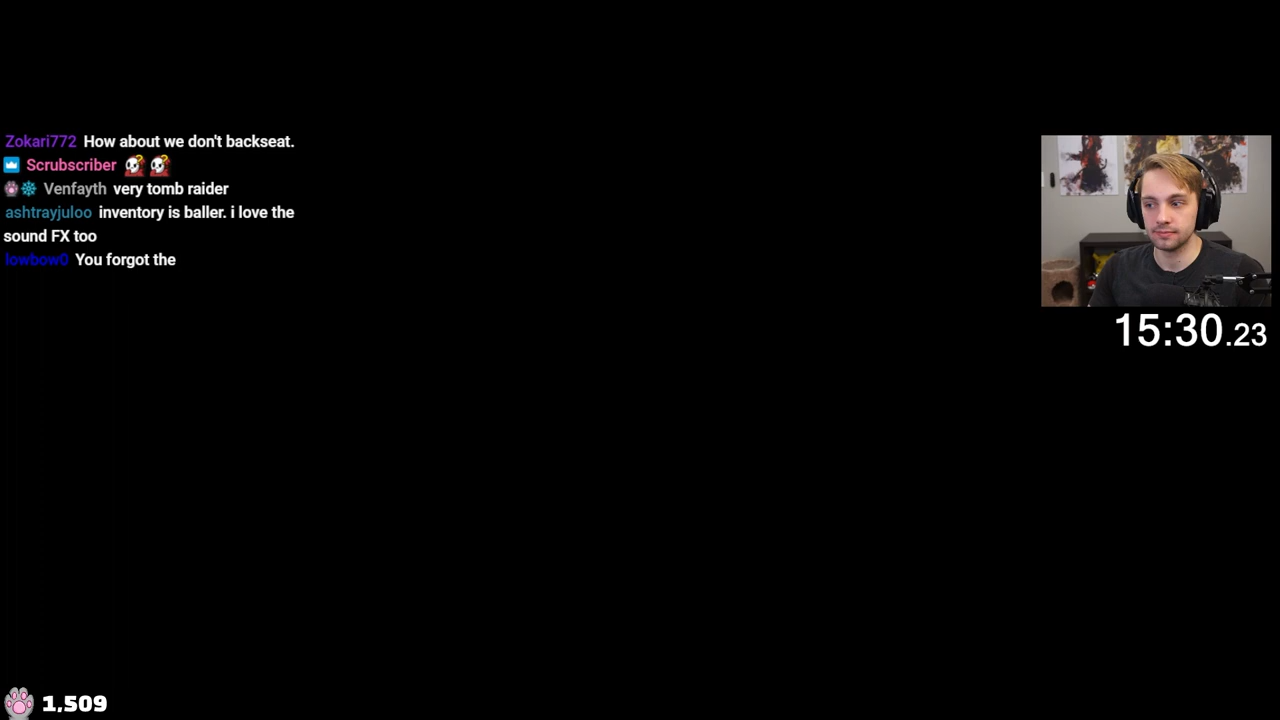 Zokari772 How about we don't backseat.
Scrubscriber
Venfayth very tomb raider
ashtrayjuloo inventory is baller. i love the
sound FX too
lowbow0 You forgot the
15:30.23
1,509